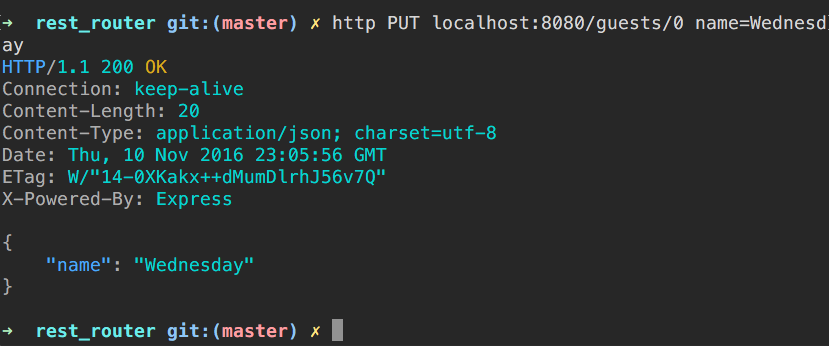 → rest_router git:(master) ✗ http PUT localhost:8080/guests/0 name=Wednesd
ay
HTTP/1.1 200 OK
Connection: keep-alive
Content-Length: 20
Content-Type: application/json; charset=utf-8
Date: Thu, 10 Nov 2016 23:05:56 GMT
ETag: W/"14-0XKakx++dMumDlrhJ56v7Q"
X-Powered-By: Express
{
    "name": "Wednesday"
}
→ rest_router git:(master) ✗